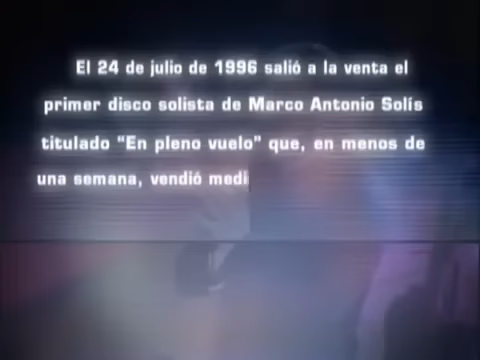 El 24 de julio de 1996 salió a la venta el
primer disco solista de Marco Antonio Solís
titulado “En pleno vuelo” que, en menos de
una semana, vendió medi